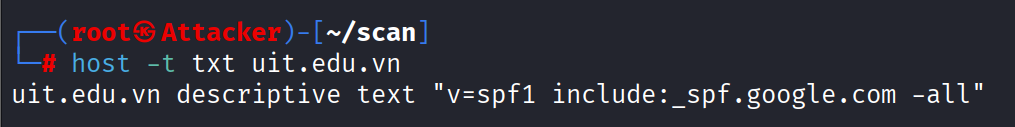 ┌──(root㉿Attacker)-[~/scan]
└─# host -t txt uit.edu.vn
uit.edu.vn descriptive text "v=spf1 include:_spf.google.com -all"